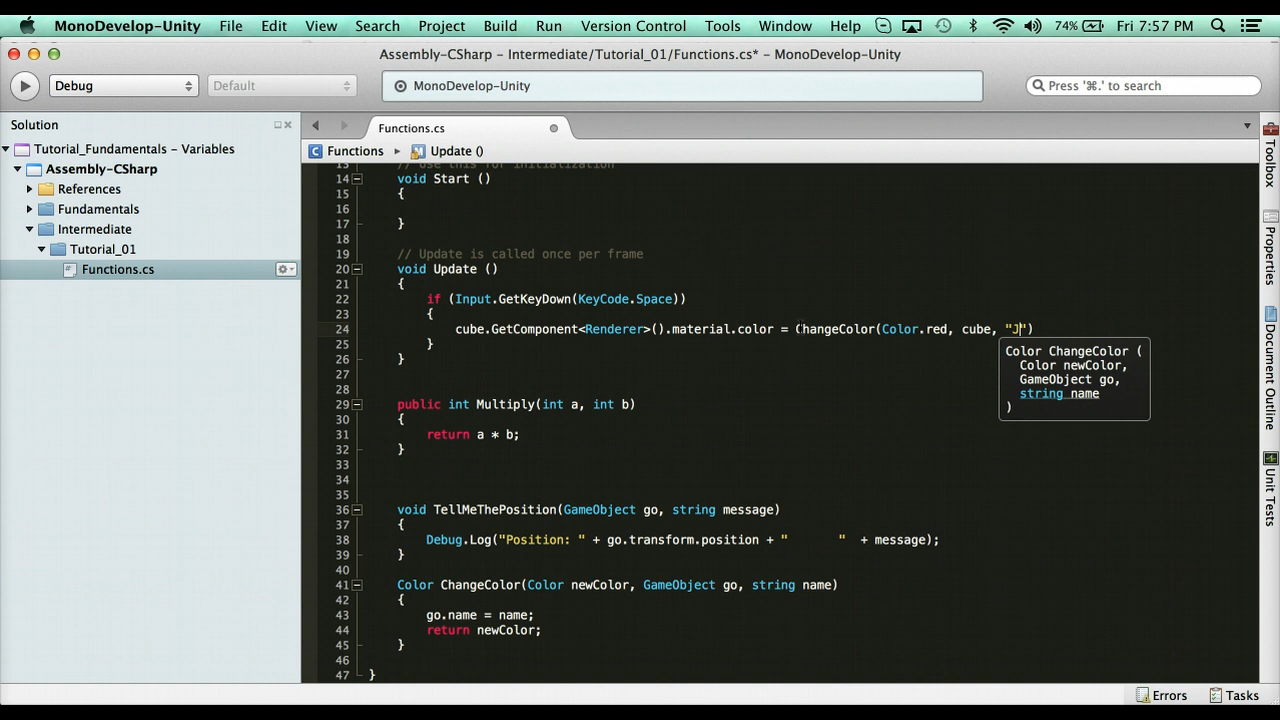 MonoDevelop-Unity File Edit View Search Project Build Run Version Control Tools Window Help 74% Fri 7:57 PM
Assembly-CSharp - Intermediate/Tutorial_01/Functions.cs* - MonoDevelop-Unity
Debug Default MonoDevelop-Unity Press '⌘.' to search
Solution
Tutorial_Fundamentals - Variables
Assembly-CSharp
References
Fundamentals
Intermediate
Tutorial_01
Functions.cs
Functions.cs
Functions Update ()
13 // Use this for initialization
14 void Start ()
15 {
16
17 }
18
19 // Update is called once per frame
20 void Update ()
21 {
22 if (Input.GetKeyDown(KeyCode.Space))
23 {
24 cube.GetComponent<Renderer>().material.color = ChangeColor(Color.red, cube, "J")
25 }
26 }
27
28
29 public int Multiply(int a, int b)
30 {
31 return a * b;
32 }
33
34
35
36 void TellMeThePosition(GameObject go, string message)
37 {
38 Debug.Log("Position: " + go.transform.position + "       " + message);
39 }
40
41 Color ChangeColor(Color newColor, GameObject go, string name)
42 {
43 go.name = name;
44 return newColor;
45 }
46
47 }
Color ChangeColor (
Color newColor,
GameObject go,
string name
)
Toolbox
Properties
Document Outline
Unit Tests
Errors Tasks